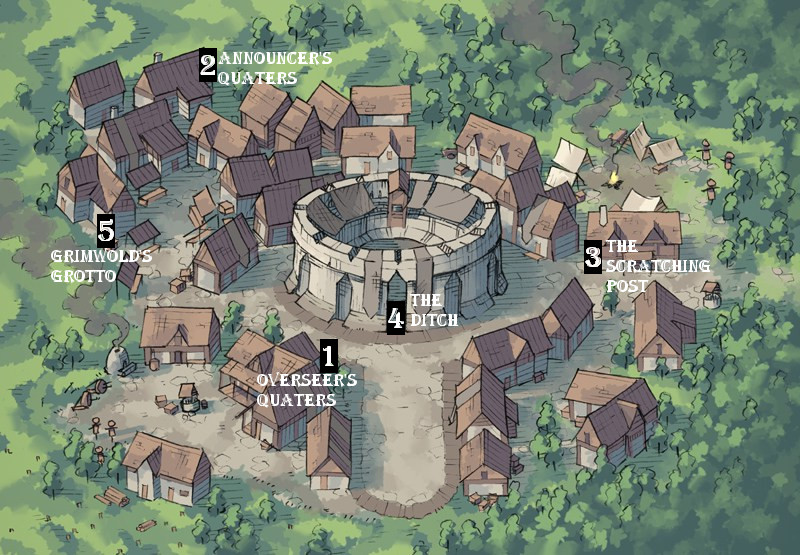 2 ANNOUNCER'S
QUATERS
5
GRIMWOLD'S
GROTTO
3 THE
SCRATCHING
POST
4 THE
DITCH
1
OVERSEER'S
QUATERS